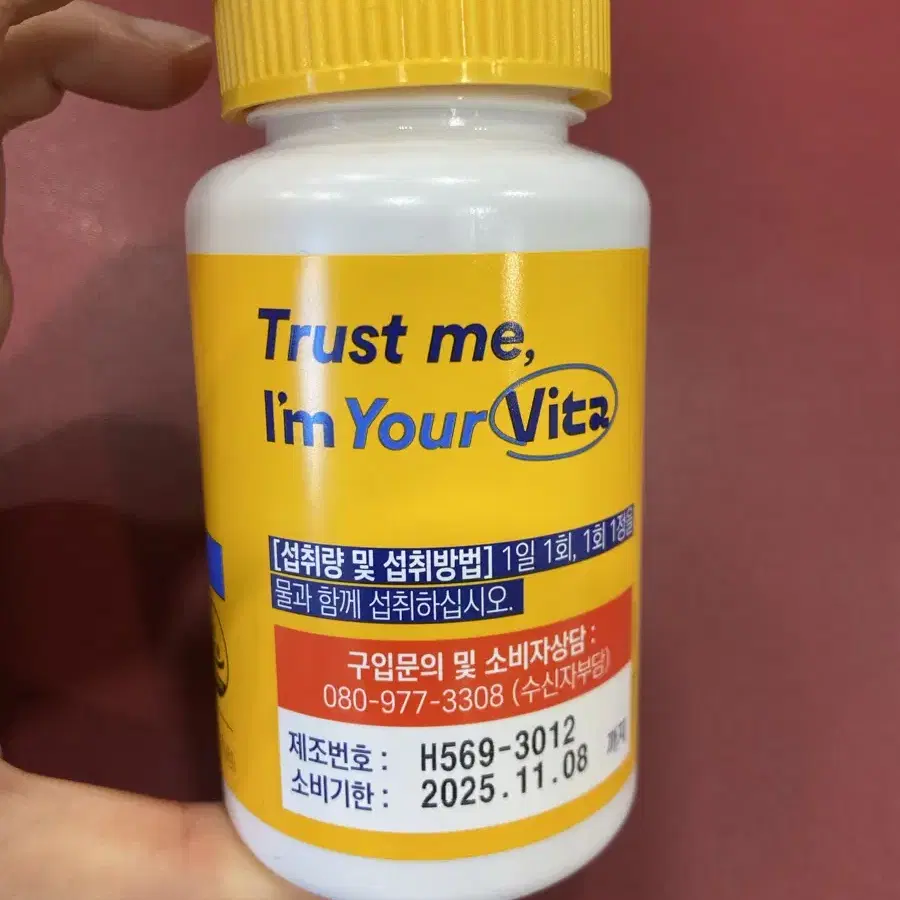 Trust me,
I'm Your Vita
[섭취량 및 섭취방법] 1일 1회, 1회 1정을
물과 함께 섭취하십시오.
구입문의 및 소비자상담 :
080-977-3308 (수신자부담)
제조번호 : H569-3012
소비기한 : 2025.11.08 까지